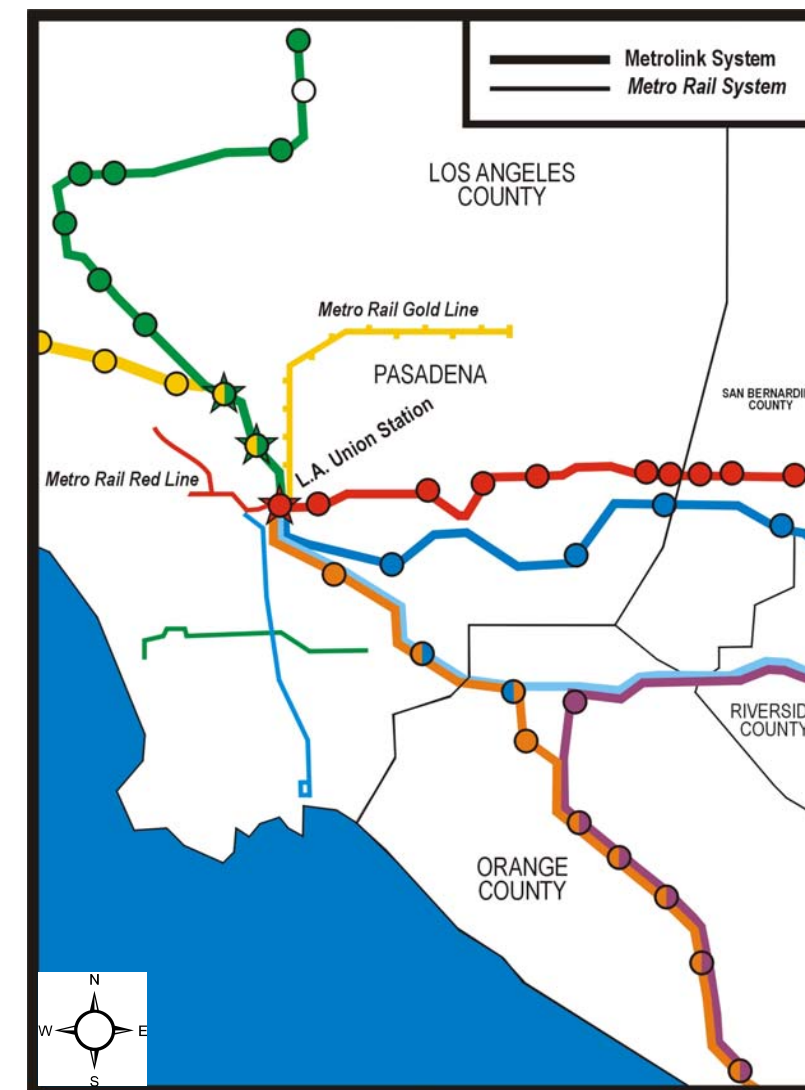 Metrolink System
Metro Rail System
LOS ANGELES
COUNTY
Metro Rail Gold Line
PASADENA
SAN BERNARDI
COUNTY
L.A. Union Station
Metro Rail Red Line
RIVERSID
COUNTY
ORANGE
COUNTY
N
W
E
S